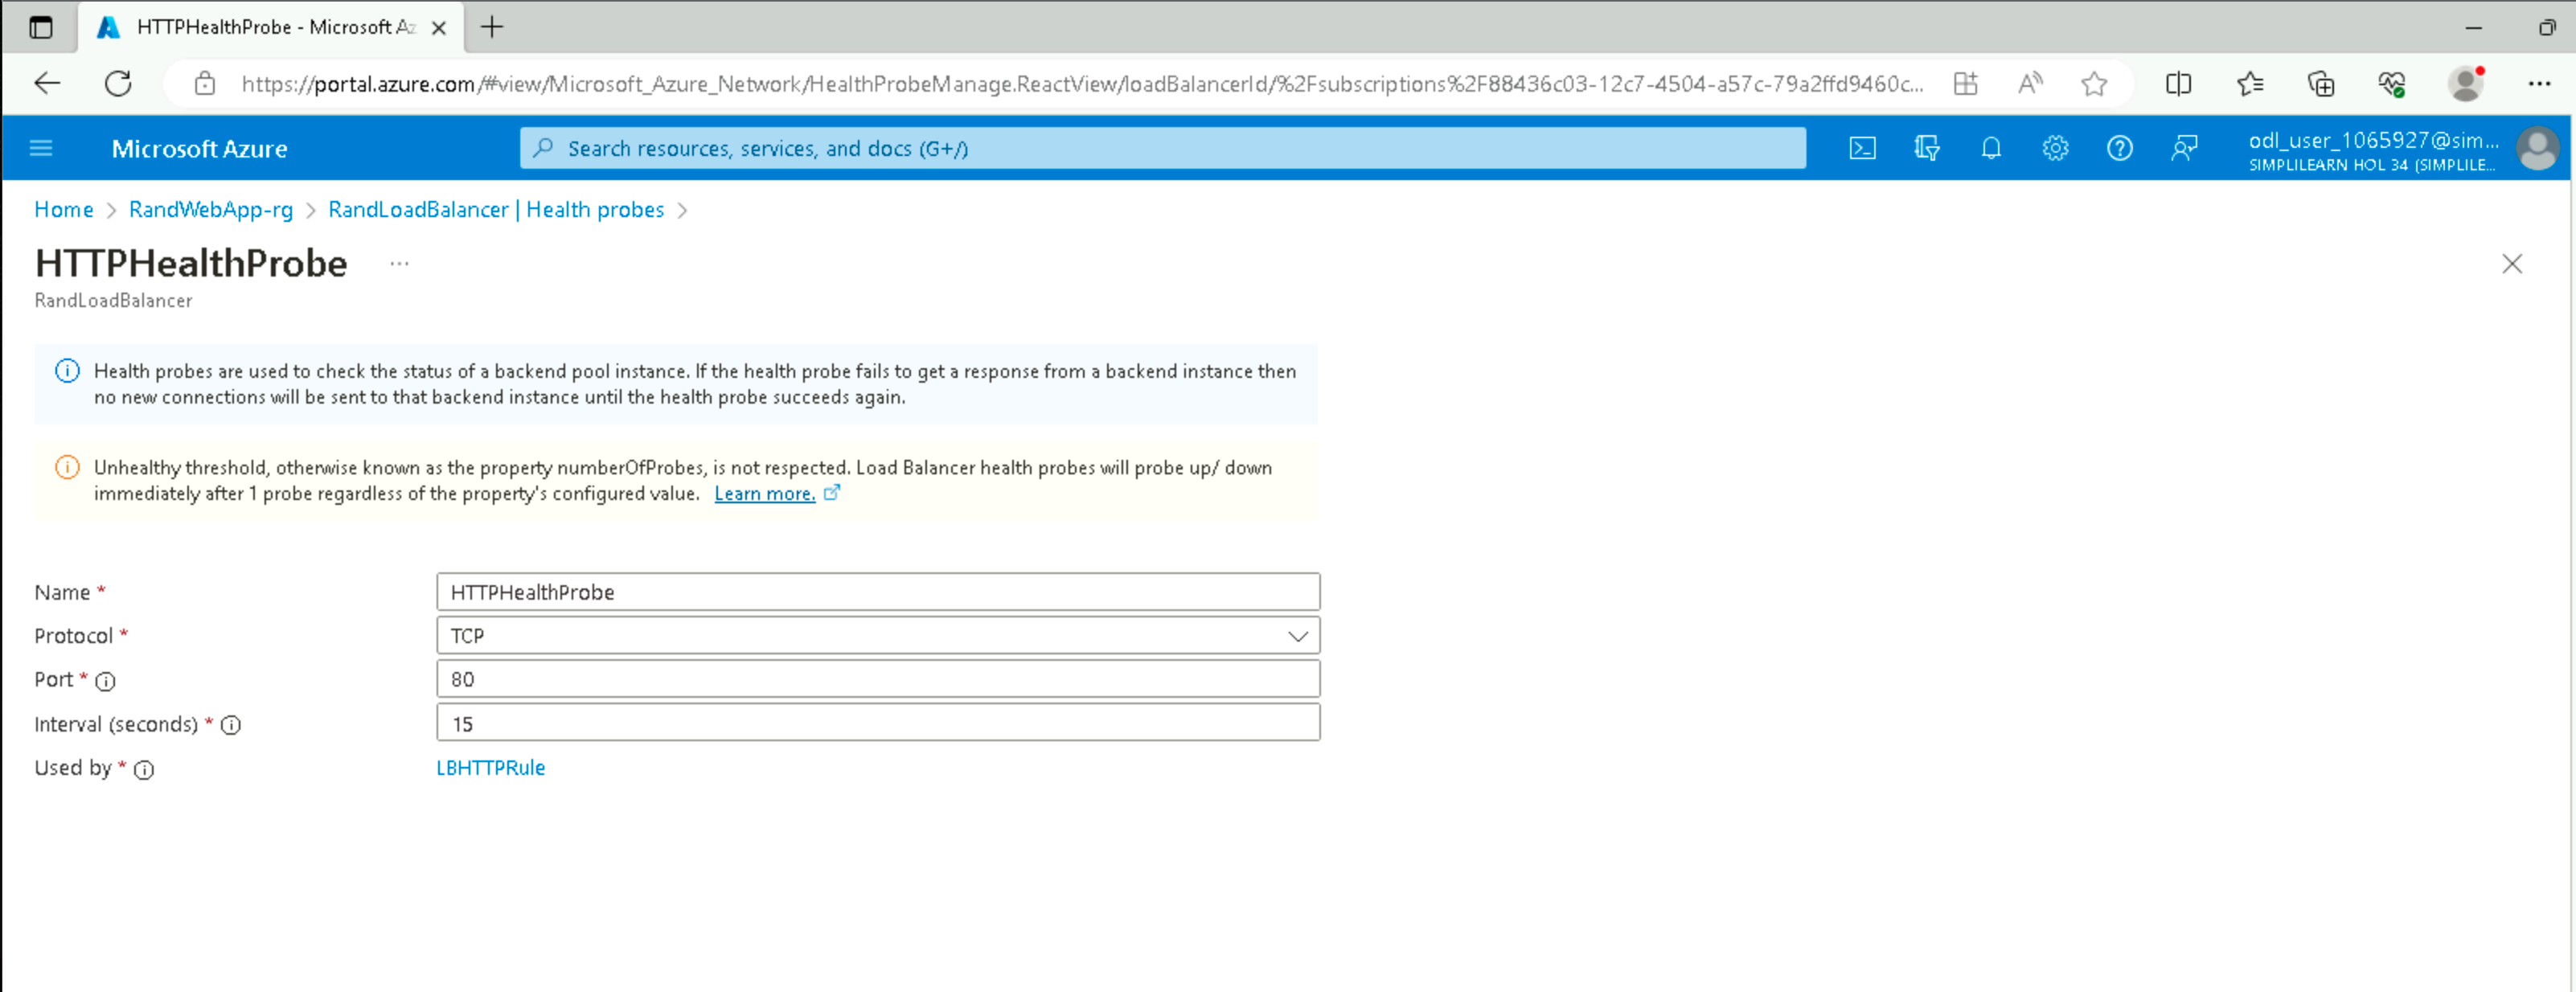 HTTPHealthProbe - Microsoft Az
https://portal.azure.com/#view/Microsoft_Azure_Network/HealthProbeManage.ReactView/loadBalancerId/%2Fsubscriptions%2F88436c03-12c7-4504-a57c-79a2ffd9460c...
Microsoft Azure
Search resources, services, and docs (G+/)
odl_user_1065927@sim...
SIMPLILEARN HOL 34 (SIMPLILE...
Home > RandWebApp-rg > RandLoadBalancer | Health probes >
HTTPHealthProbe ...
RandLoadBalancer
Health probes are used to check the status of a backend pool instance. If the health probe fails to get a response from a backend instance then
no new connections will be sent to that backend instance until the health probe succeeds again.
Unhealthy threshold, otherwise known as the property numberOfProbes, is not respected. Load Balancer health probes will probe up/ down
immediately after 1 probe regardless of the property's configured value. Learn more.
Name * HTTPHealthProbe
Protocol * TCP
Port * 80
Interval (seconds) * 15
Used by * LBHTTPRule